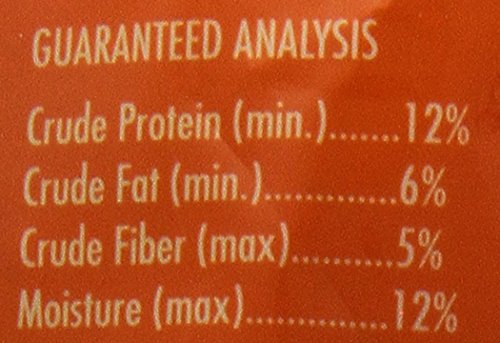 GUARANTEED ANALYSIS
Crude Protein (min.).......12%
Crude Fat (min.).............6%
Crude Fiber (max)..........5%
Moisture (max)..............12%